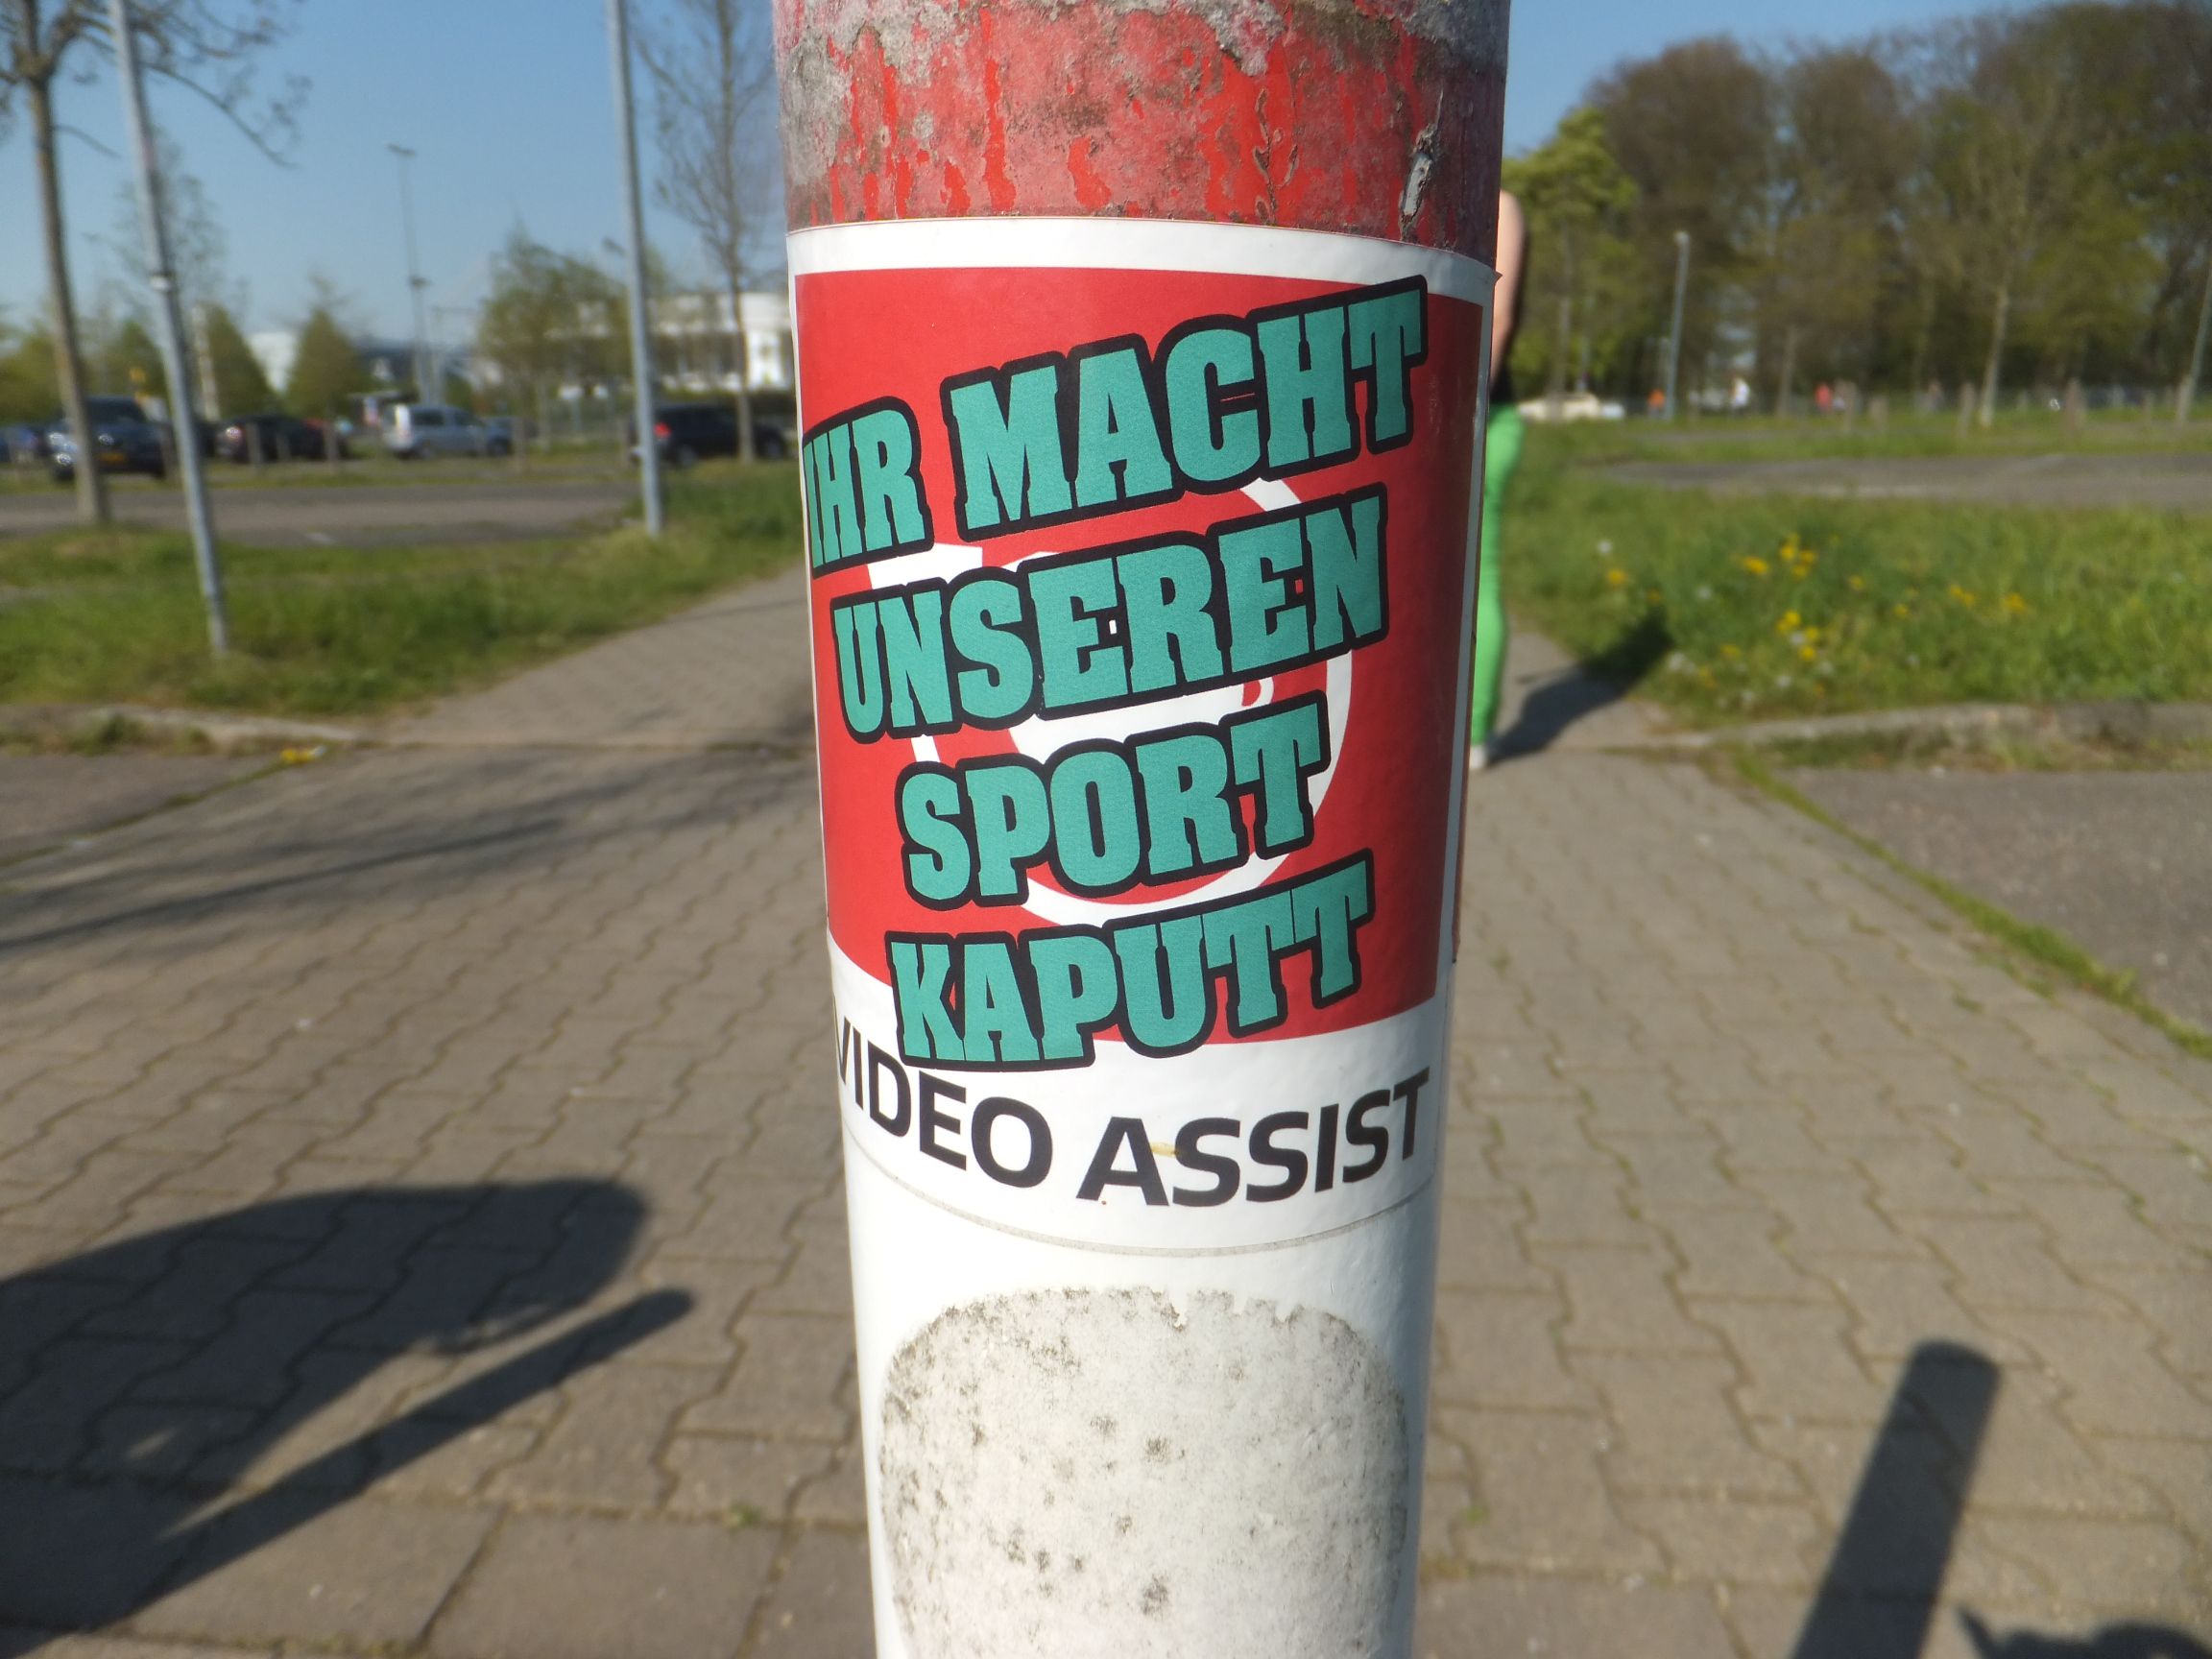 IHR MACHT
UNSEREN
SPORT
KAPUTT
VIDEO ASSIST